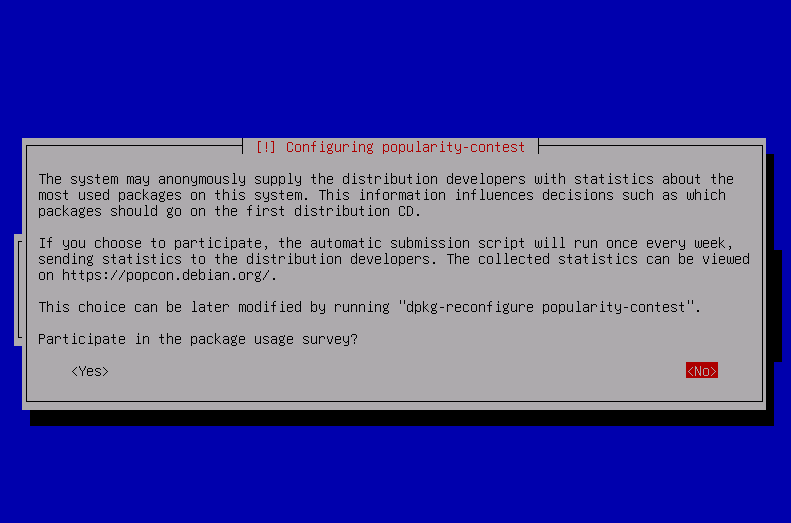 [!] Configuring popularity-contest
The system may anonymously supply the distribution developers with statistics about the
most used packages on this system. This information influences decisions such as which
packages should go on the first distribution CD.
If you choose to participate, the automatic submission script will run once every week,
sending statistics to the distribution developers. The collected statistics can be viewed
on https://popcon.debian.org/.
This choice can be later modified by running "dpkg-reconfigure popularity-contest".
Participate in the package usage survey?
<Yes> <No>